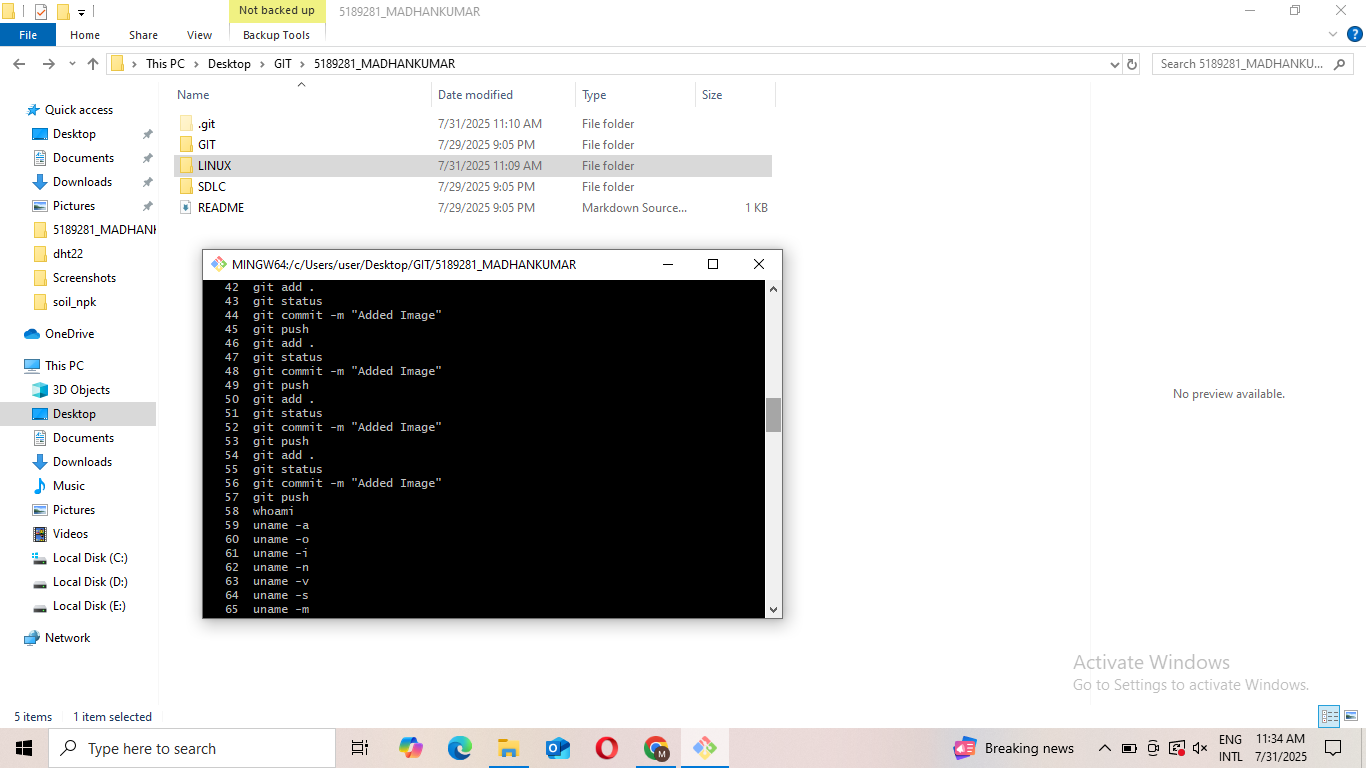 Not backed up
5189281_MADHANKUMAR
File
Home
Share
View
Backup Tools
This PC
Desktop
GIT
5189281_MADHANKUMAR
Search 5189281_MADHANKU...
Name
Date modified
Type
Size
.git
7/31/2025 11:10 AM
File folder
GIT
7/29/2025 9:05 PM
File folder
LINUX
7/31/2025 11:09 AM
File folder
SDLC
7/29/2025 9:05 PM
File folder
README
7/29/2025 9:05 PM
Markdown Source...
1 KB
Quick access
Desktop
Documents
Downloads
Pictures
5189281_MADHAN
dht22
Screenshots
soil_npk
OneDrive
This PC
3D Objects
Desktop
Documents
Downloads
Music
Pictures
Videos
Local Disk (C:)
Local Disk (D:)
Local Disk (E:)
Network
MINGW64:/c/Users/user/Desktop/GIT/5189281_MADHANKUMAR
42 git add .
43 git status
44 git commit -m "Added Image"
45 git push
46 git add .
47 git status
48 git commit -m "Added Image"
49 git push
50 git add .
51 git status
52 git commit -m "Added Image"
53 git push
54 git add .
55 git status
56 git commit -m "Added Image"
57 git push
58 whoami
59 uname -a
60 uname -o
61 uname -i
62 uname -n
63 uname -v
64 uname -s
65 uname -m
No preview available.
Activate Windows
Go to Settings to activate Windows.
5 items
1 item selected
Type here to search
Breaking news
ENG
INTL
11:34 AM
7/31/2025